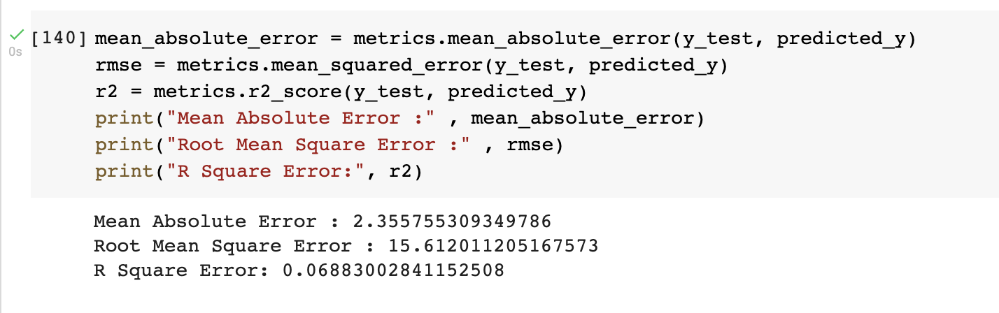 [140] mean_absolute_error = metrics.mean_absolute_error(y_test, predicted_y)
0s
rmse = metrics.mean_squared_error(y_test, predicted_y)
r2 = metrics.r2_score(y_test, predicted_y)
print("Mean Absolute Error :" , mean_absolute_error)
print("Root Mean Square Error :" , rmse)
print("R Square Error:", r2)
Mean Absolute Error : 2.355755309349786
Root Mean Square Error : 15.612011205167573
R Square Error: 0.06883002841152508